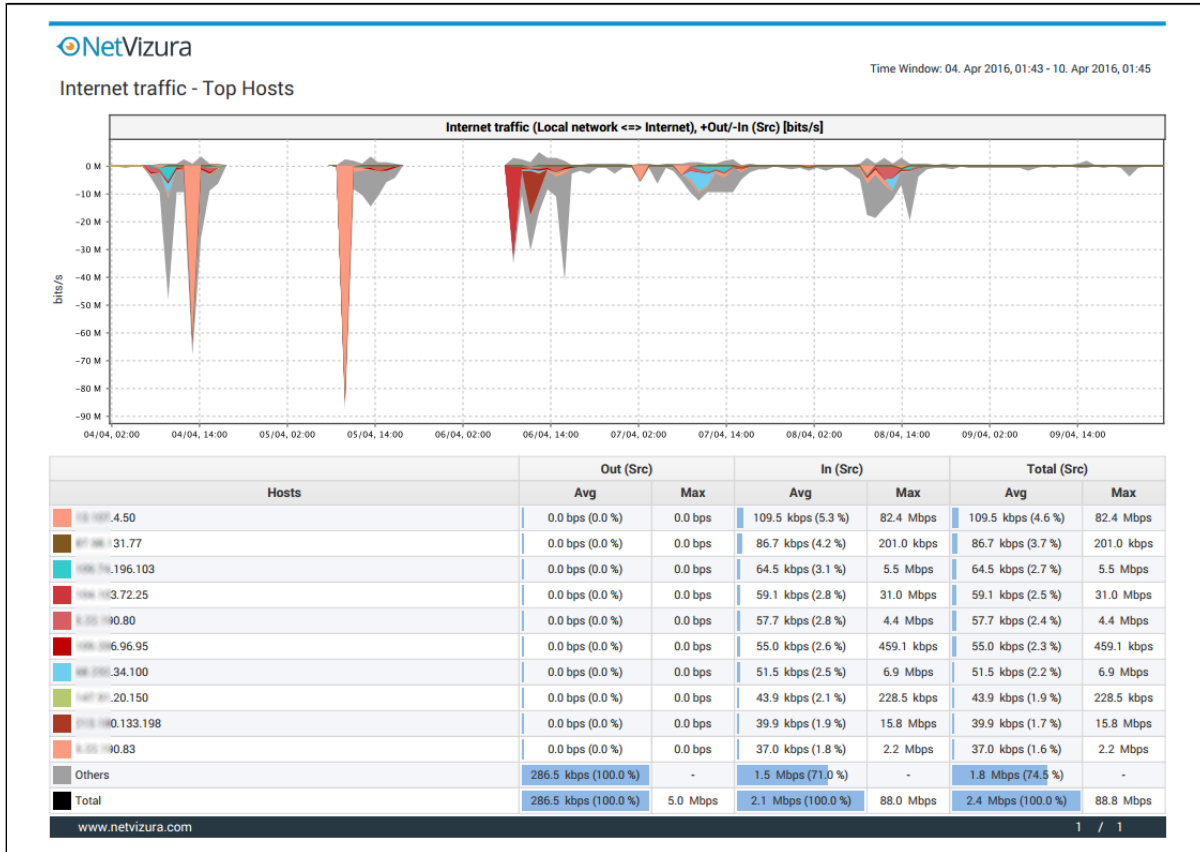 NetVizura
Time Window: 04. Apr 2016, 01:43 - 10. Apr 2016, 01:45
Internet traffic - Top Hosts
Internet traffic (Local network <=> Internet), +Out/-In (Src) [bits/s]
0 M
-10 M
-20 M
-30 M
-40 M
-50 M
-60 M
-70 M
-80 M
-90 M
bits/s
04/04, 02:00 04/04, 14:00 05/04, 02:00 05/04, 14:00 06/04, 02:00 06/04, 14:00 07/04, 02:00 07/04, 14:00 08/04, 02:00 08/04, 14:00 09/04, 02:00 09/04, 14:00
Out (Src) In (Src) Total (Src)
Hosts Avg Max Avg Max Avg Max
.4.50 0.0 bps (0.0 %) 0.0 bps 109.5 kbps (5.3 %) 82.4 Mbps 109.5 kbps (4.6 %) 82.4 Mbps
31.77 0.0 bps (0.0 %) 0.0 bps 86.7 kbps (4.2 %) 201.0 kbps 86.7 kbps (3.7 %) 201.0 kbps
.196.103 0.0 bps (0.0 %) 0.0 bps 64.5 kbps (3.1 %) 5.5 Mbps 64.5 kbps (2.7 %) 5.5 Mbps
3.72.25 0.0 bps (0.0 %) 0.0 bps 59.1 kbps (2.8 %) 31.0 Mbps 59.1 kbps (2.5 %) 31.0 Mbps
0.80 0.0 bps (0.0 %) 0.0 bps 57.7 kbps (2.8 %) 4.4 Mbps 57.7 kbps (2.4 %) 4.4 Mbps
6.96.95 0.0 bps (0.0 %) 0.0 bps 55.0 kbps (2.6 %) 459.1 kbps 55.0 kbps (2.3 %) 459.1 kbps
.34.100 0.0 bps (0.0 %) 0.0 bps 51.5 kbps (2.5 %) 6.9 Mbps 51.5 kbps (2.2 %) 6.9 Mbps
.20.150 0.0 bps (0.0 %) 0.0 bps 43.9 kbps (2.1 %) 228.5 kbps 43.9 kbps (1.9 %) 228.5 kbps
0.133.198 0.0 bps (0.0 %) 0.0 bps 39.9 kbps (1.9 %) 15.8 Mbps 39.9 kbps (1.7 %) 15.8 Mbps
0.83 0.0 bps (0.0 %) 0.0 bps 37.0 kbps (1.8 %) 2.2 Mbps 37.0 kbps (1.6 %) 2.2 Mbps
Others 286.5 kbps (100.0 %) - 1.5 Mbps (71.0 %) - 1.8 Mbps (74.5 %) -
Total 286.5 kbps (100.0 %) 5.0 Mbps 2.1 Mbps (100.0 %) 88.0 Mbps 2.4 Mbps (100.0 %) 88.8 Mbps
www.netvizura.com 1 / 1